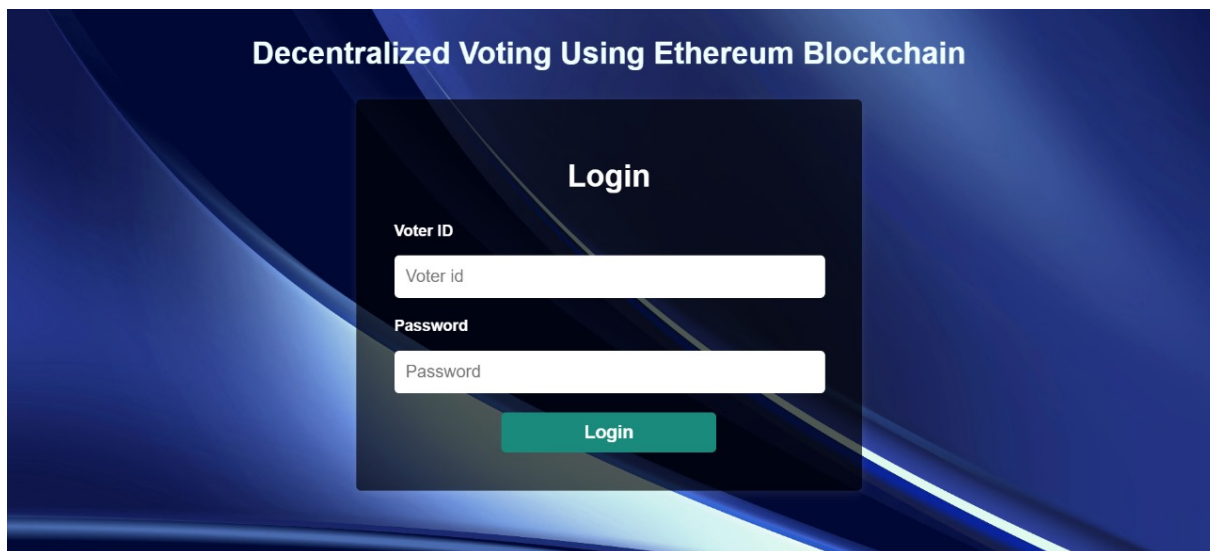 Decentralized Voting Using Ethereum Blockchain
Login
Voter ID
Voter id
Password
Password
Login